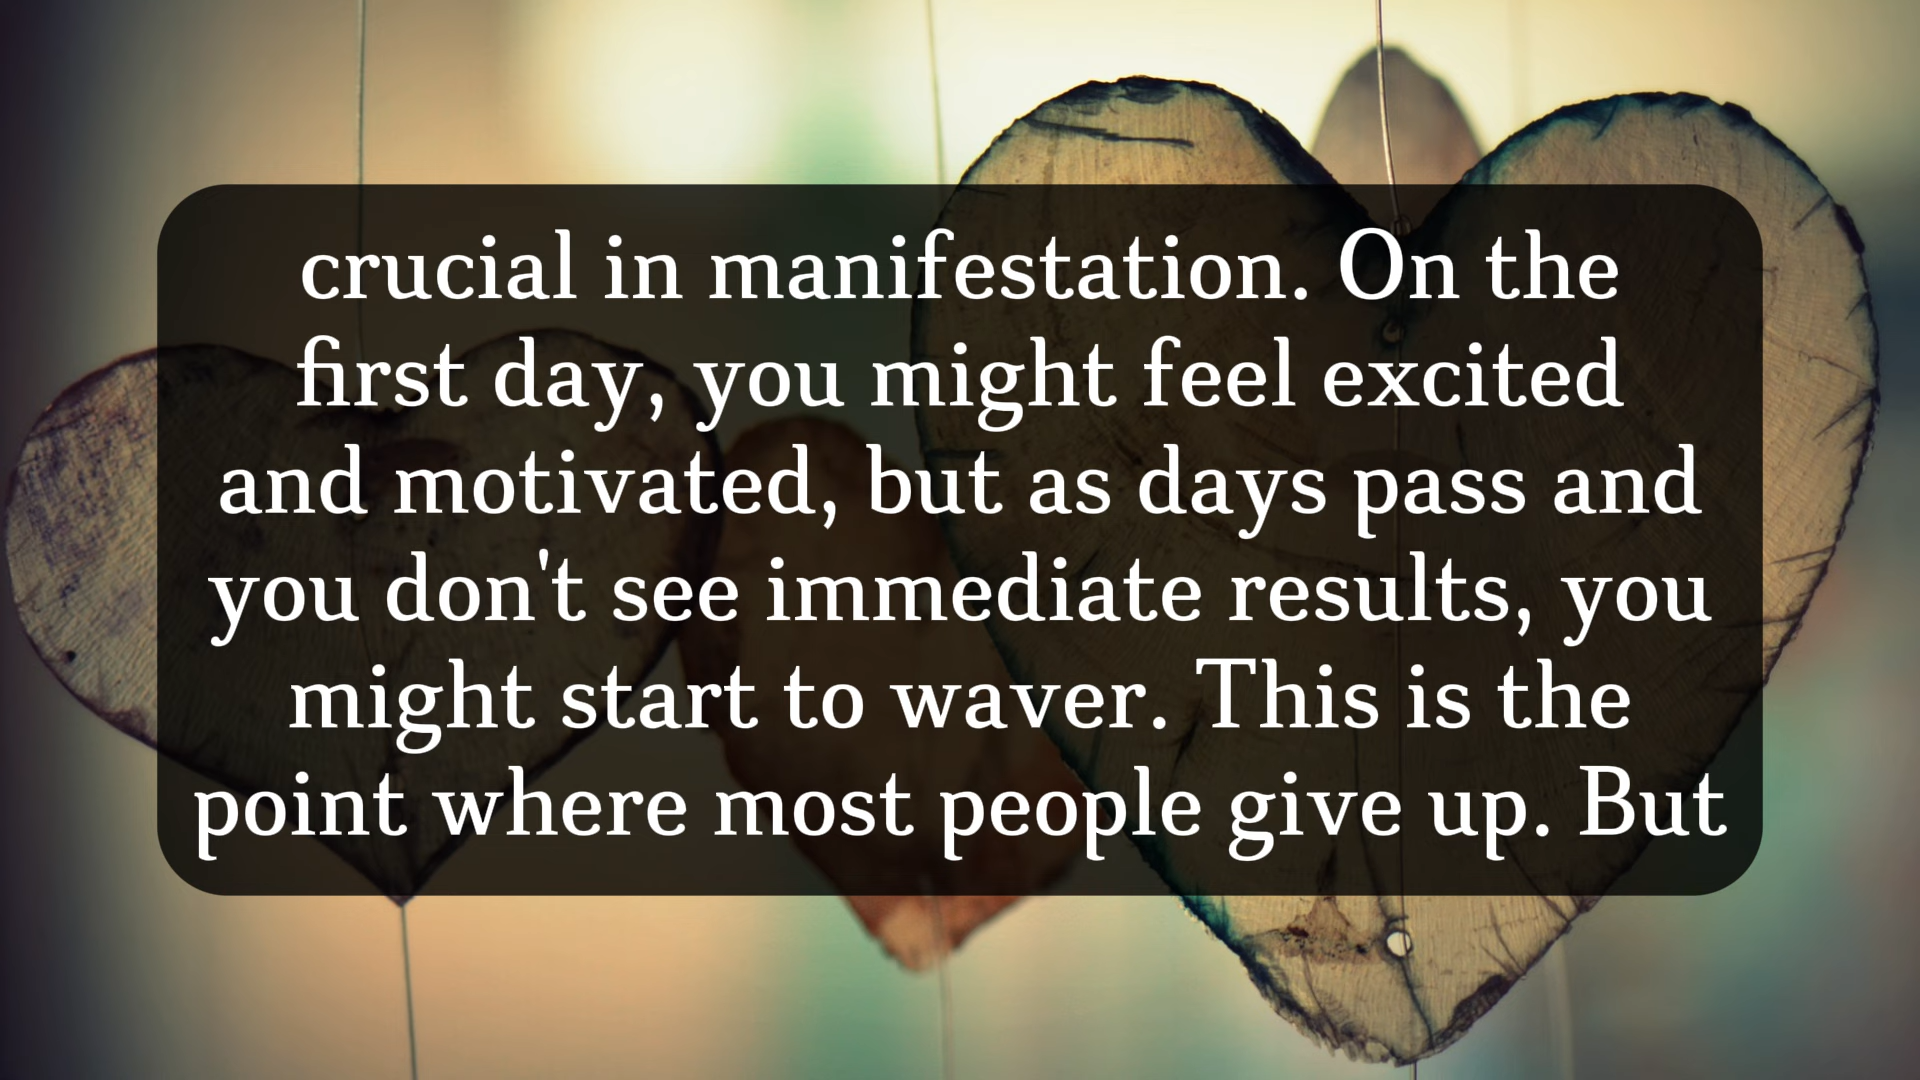 crucial in manifestation. On the
first day, you might feel excited
and motivated, but as days pass and
you don't see immediate results, you
might start to waver. This is the
point where most people give up. But